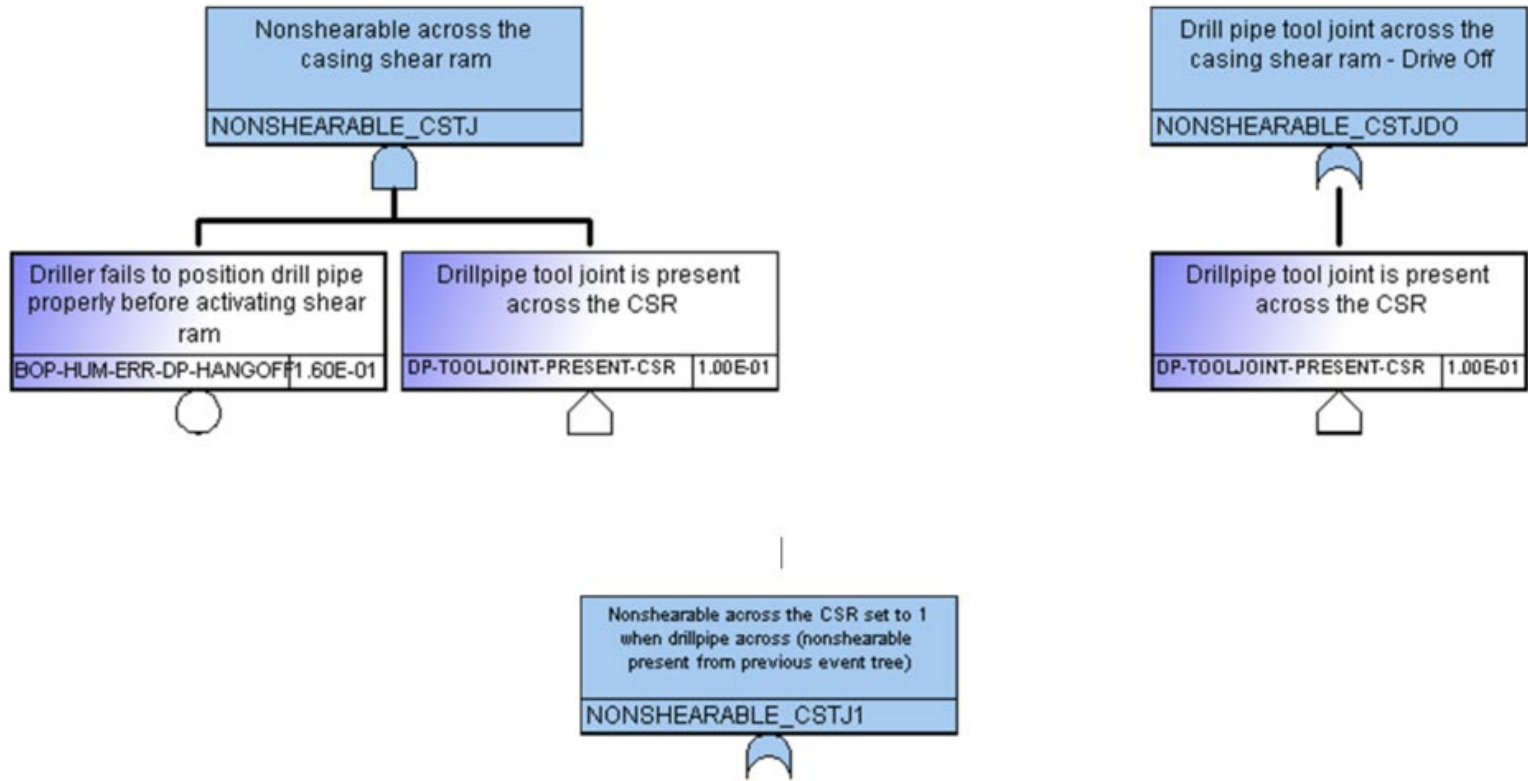 Nonshearable across the
casing shear ram
NONSHEARABLE_CSTJ
Driller fails to position drill pipe
properly before activating shear
ram
BOP-HUM-ERR-DP-HANGOFF 1.60E-01
Drillpipe tool joint is present
across the CSR
DP-TOOLJOINT-PRESENT-CSR 1.00E-01
Drill pipe tool joint across the
casing shear ram - Drive Off
NONSHEARABLE_CSTJDO
Drillpipe tool joint is present
across the CSR
DP-TOOLJOINT-PRESENT-CSR 1.00E-01
Nonshearable across the CSR set to 1
when drillpipe across (nonshearable
present from previous event tree)
NONSHEARABLE_CSTJ1